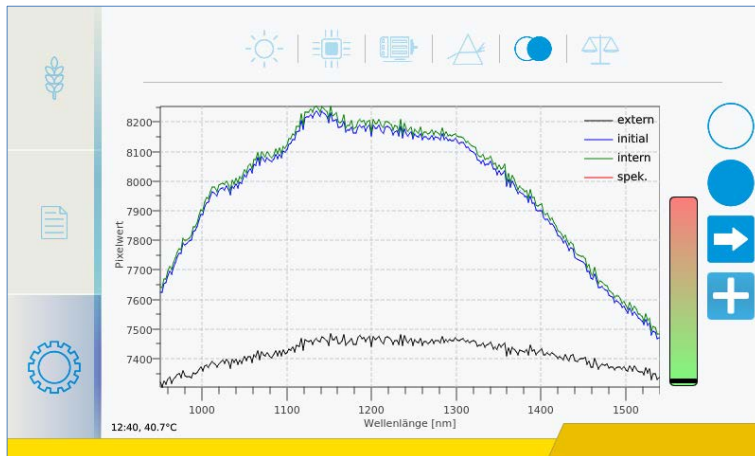 8200
8100
8000
7900
7800
7700
7600
7500
7400
Pixelwert
extern
initial
intern
spek.
1000 1100 1200 1300 1400 1500
Wellenlänge [nm]
12:40, 40.7°C